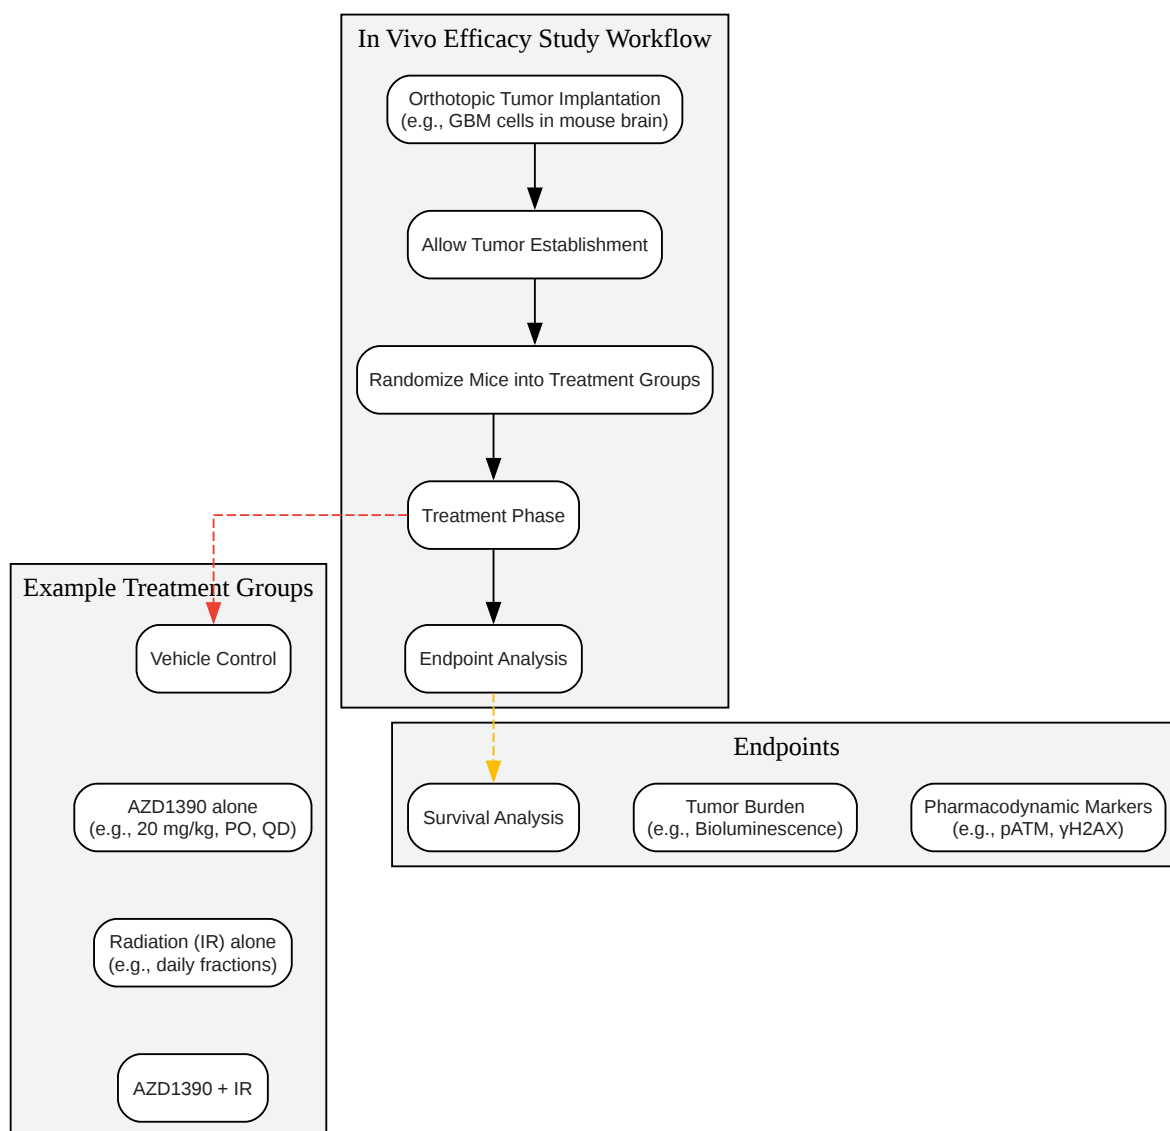 In Vivo Efficacy Study Workflow
Orthotopic Tumor Implantation
(e.g., GBM cells in mouse brain)
Allow Tumor Establishment
Randomize Mice into Treatment Groups
Treatment Phase
Endpoint Analysis
Example Treatment Groups
Vehicle Control
AZD1390 alone
(e.g., 20 mg/kg, PO, QD)
Radiation (IR) alone
(e.g., daily fractions)
AZD1390 + IR
Endpoints
Survival Analysis
Tumor Burden
(e.g., Bioluminescence)
Pharmacodynamic Markers
(e.g., pATM, γH2AX)